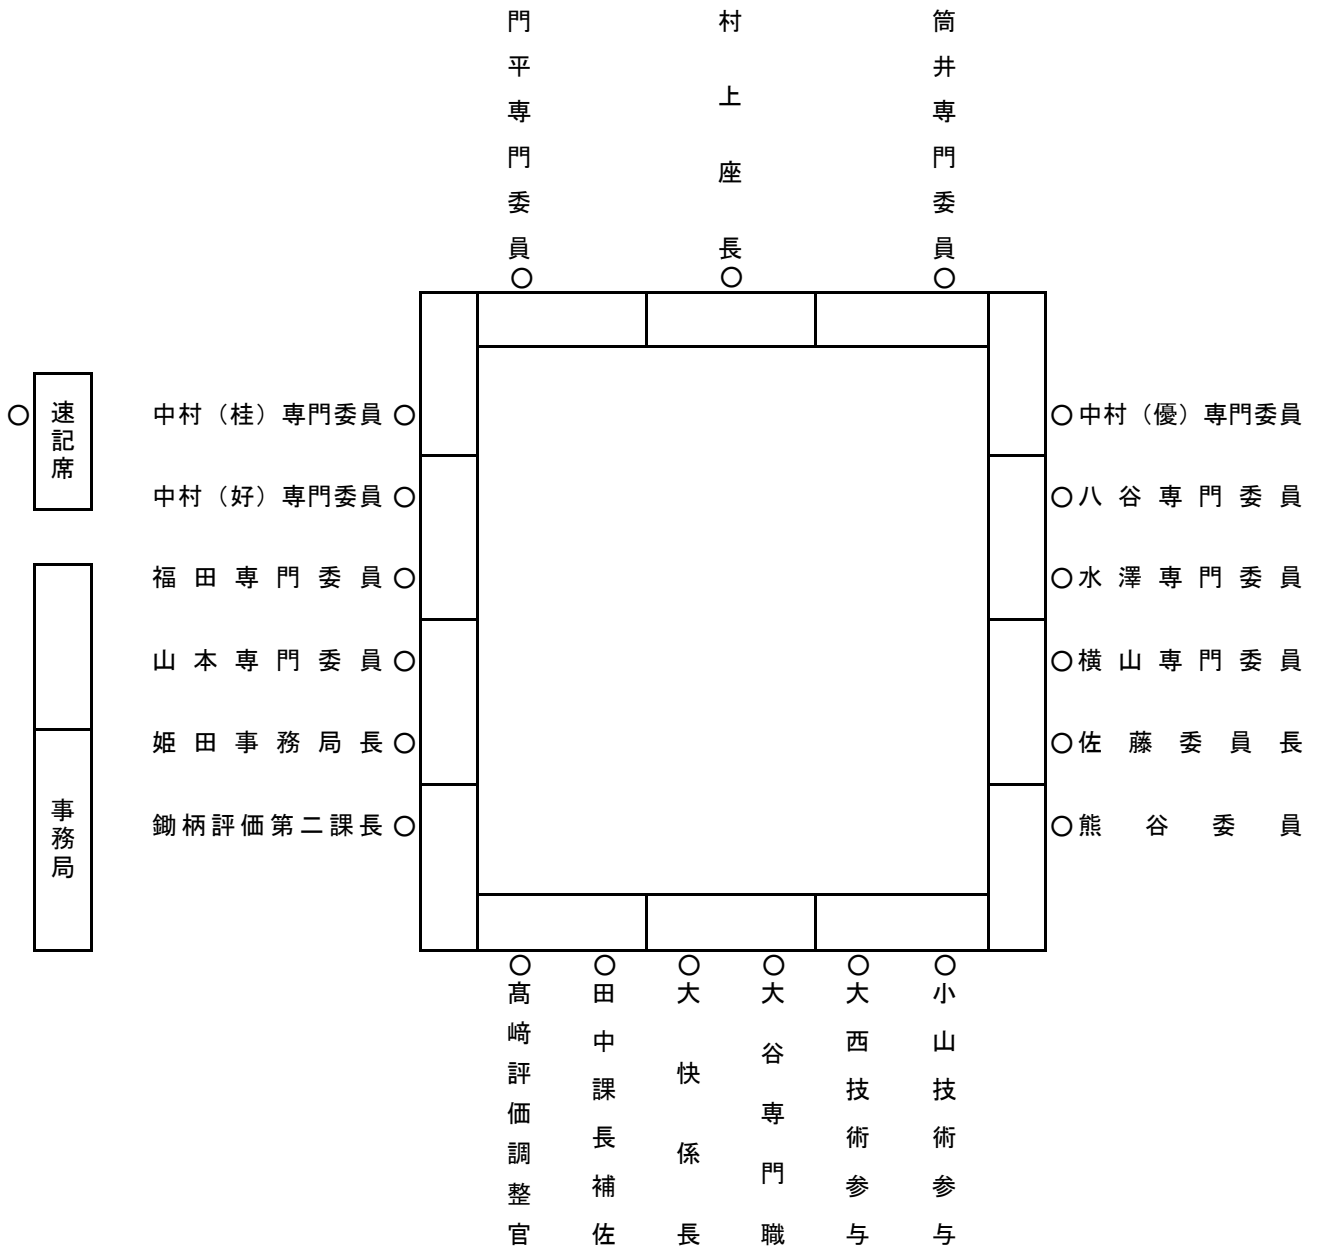 門平専門委員
村上座長
筒井専門委員
速記席
中村（桂）専門委員
中村（好）専門委員
福田専門委員
山本専門委員
姫田事務局長
鋤柄評価第二課長
中村（優）専門委員
八谷専門委員
水澤専門委員
横山専門委員
佐藤委員長
熊谷委員
事務局
髙﨑評価調整官
田中課長補佐
大快係長
大谷専門職
大西技術参与
小山技術参与